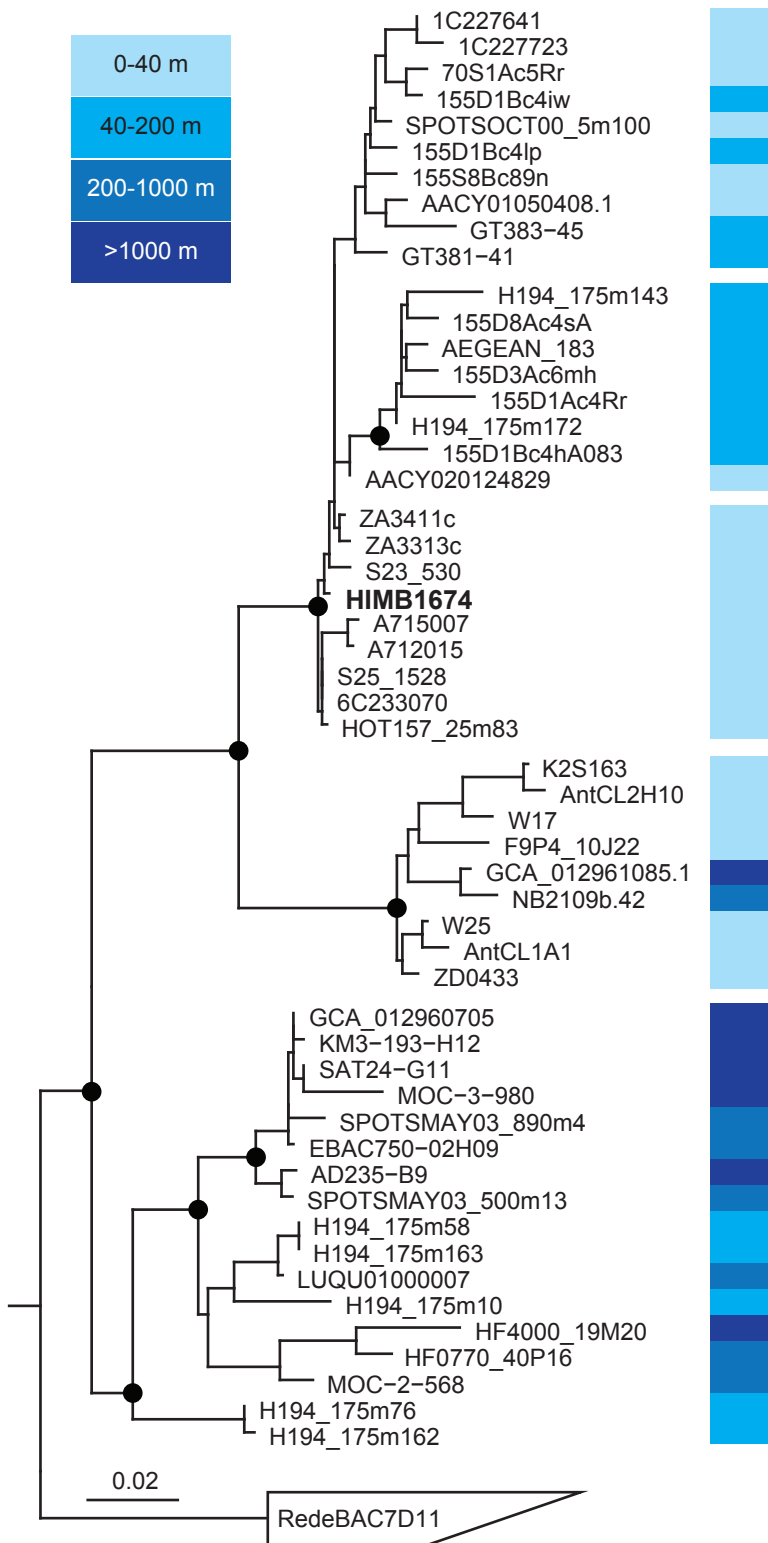 0-40 m
40-200 m
200-1000 m
>1000 m
1C227641
1C227723
70S1Ac5Rr
155D1Bc4iw
SPOTSOCT00_5m100
155D1Bc4lp
155S8Bc89n
AACY01050408.1
GT383−45
GT381−41
H194_175m143
155D8Ac4sA
AEGEAN_183
155D3Ac6mh
155D1Ac4Rr
H194_175m172
155D1Bc4hA083
AACY020124829
ZA3411c
ZA3313c
S23_530
HIMB1674
A715007
A712015
S25_1528
6C233070
HOT157_25m83
K2S163
AntCL2H10
W17
F9P4_10J22
GCA_012961085.1
NB2109b.42
W25
AntCL1A1
ZD0433
GCA_012960705
KM3-193-H12
SAT24-G11
MOC-3-980
SPOTSMAY03_890m4
EBAC750-02H09
AD235-B9
SPOTSMAY03_500m13
H194_175m58
H194_175m163
LUQU01000007
H194_175m10
HF4000_19M20
HF0770_40P16
MOC−2−568
H194_175m76
H194_175m162
0.02
RedeBAC7D11